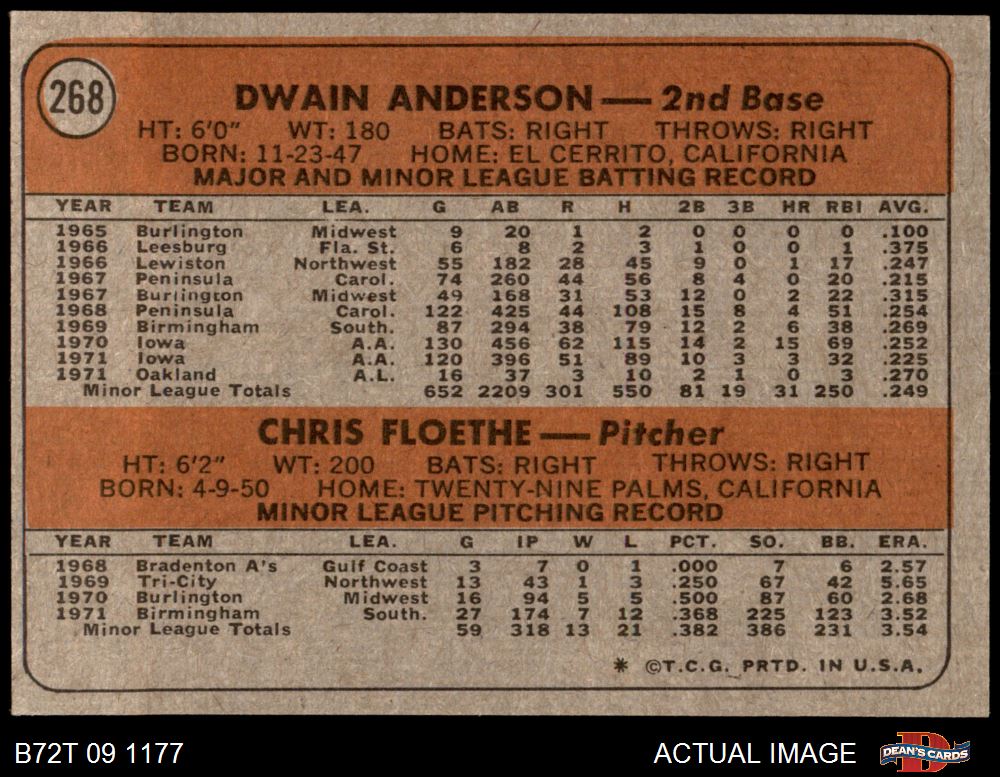 268
DWAIN ANDERSON — 2nd Base
HT: 6'0" WT: 180 BATS: RIGHT THROWS: RIGHT
BORN: 11-23-47 HOME: EL CERRITO, CALIFORNIA
MAJOR AND MINOR LEAGUE BATTING RECORD
YEAR TEAM LEA. G AB R H 2B 3B HR RBI AVG.
1965 Burlington Midwest 9 20 1 2 0 0 0 0 .100
1966 Leesburg Fla. St. 6 8 2 3 1 0 0 1 .375
1966 Lewiston Northwest 55 182 28 45 9 0 1 17 .247
1967 Peninsula Carol. 74 260 44 56 8 4 0 20 .215
1967 Burlington Midwest 49 168 31 53 12 0 2 22 .315
1968 Peninsula Carol. 122 425 44 108 15 8 4 51 .254
1969 Birmingham South. 87 294 38 79 12 2 6 38 .269
1970 Iowa A.A. 130 456 62 115 14 2 15 69 .252
1971 Iowa A.A. 120 396 51 89 10 3 3 32 .225
1971 Oakland A.L. 16 37 3 10 2 1 0 3 .270
Minor League Totals 652 2209 301 550 81 19 31 250 .249
CHRIS FLOETHE — Pitcher
HT: 6'2" WT: 200 BATS: RIGHT THROWS: RIGHT
BORN: 4-9-50 HOME: TWENTY-NINE PALMS, CALIFORNIA
MINOR LEAGUE PITCHING RECORD
YEAR TEAM LEA. G IP W L PCT. SO. BB. ERA.
1968 Bradenton A's Gulf Coast 3 7 0 1 .000 7 6 2.57
1969 Tri-City Northwest 13 43 1 3 .250 67 42 5.65
1970 Burlington Midwest 16 94 5 5 .500 87 60 2.68
1971 Birmingham South. 27 174 7 12 .368 225 123 3.52
Minor League Totals 59 318 13 21 .382 386 231 3.54
* ©T.C.G. PRTD. IN U.S.A.
B72T 09 1177 ACTUAL IMAGE DEAN'S CARDS